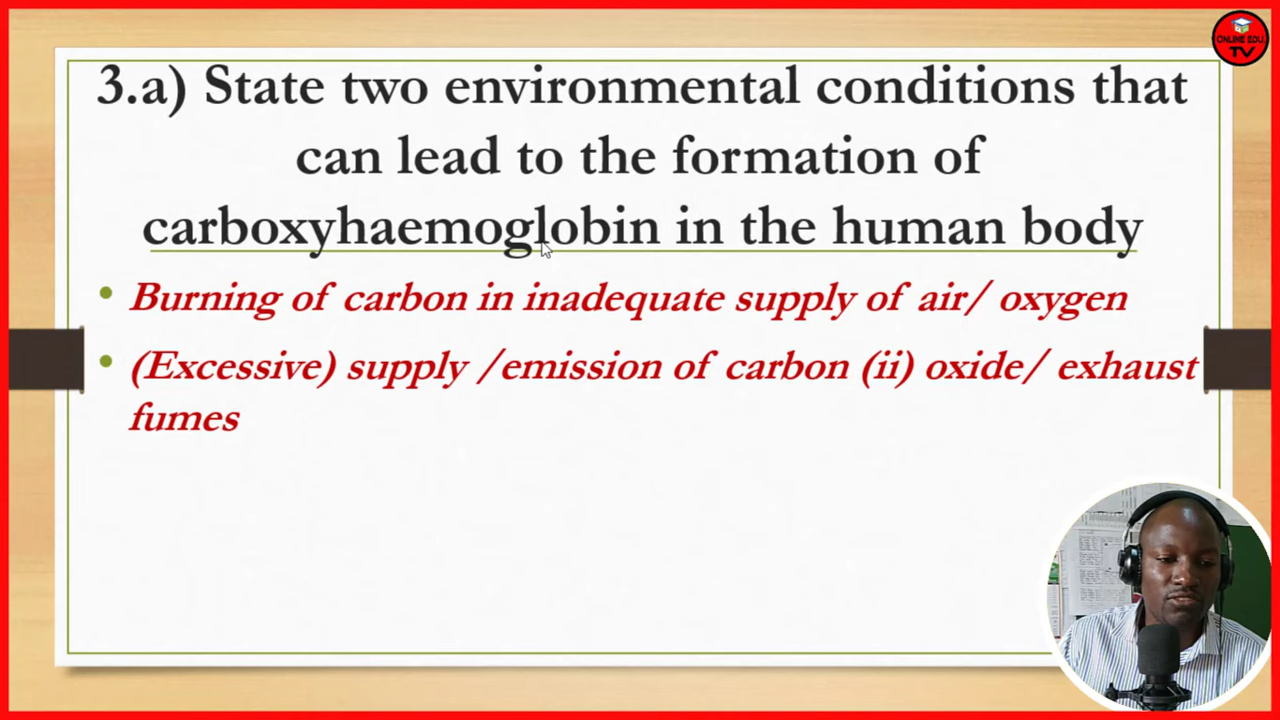 ONLINE EDU.
TV
3.a) State two environmental conditions that
can lead to the formation of
carboxyhaemoglobin in the human body
• Burning of carbon in inadequate supply of air/ oxygen
• (Excessive) supply /emission of carbon (ii) oxide/ exhaust
fumes